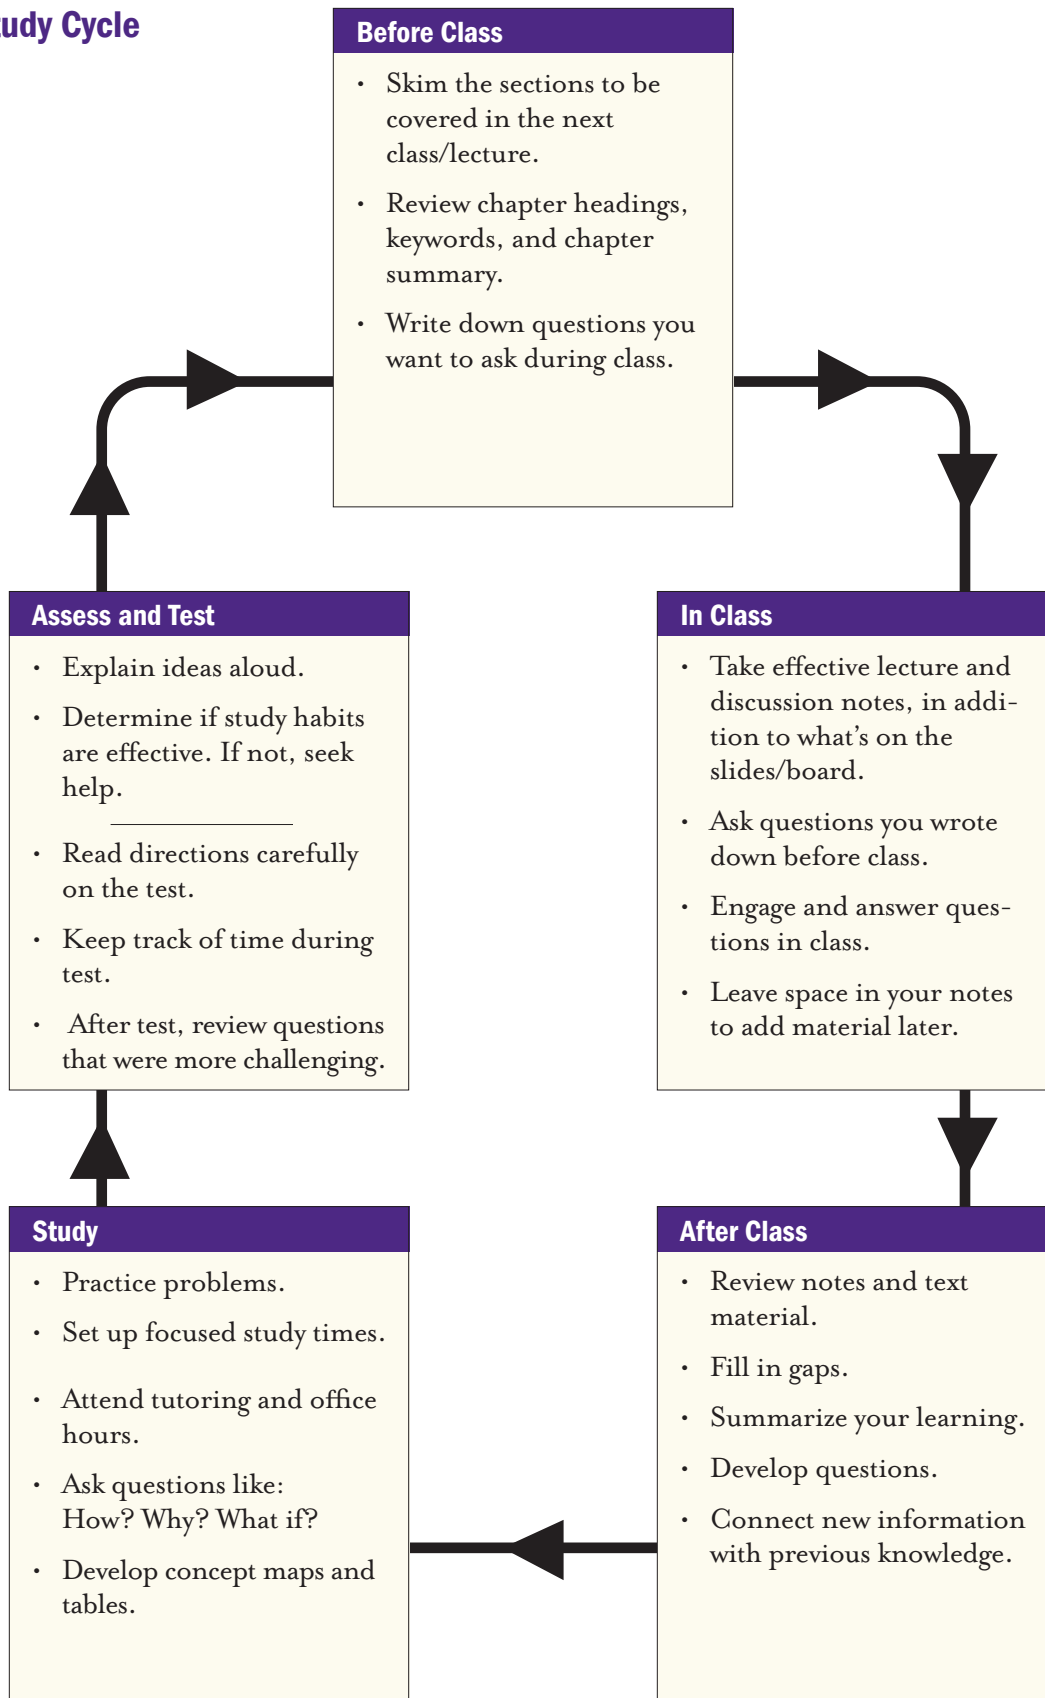 tudy Cycle
Before Class
· Skim the sections to be
covered in the next
class/lecture.
· Review chapter headings,
keywords, and chapter
summary.
· Write down questions you
want to ask during class.
In Class
· Take effective lecture and
discussion notes, in addi-
tion to what's on the
slides/board.
· Ask questions you wrote
down before class.
· Engage and answer ques-
tions in class.
· Leave space in your notes
to add material later.
After Class
· Review notes and text
material.
· Fill in gaps.
· Summarize your learning.
· Develop questions.
· Connect new information
with previous knowledge.
Study
· Practice problems.
· Set up focused study times.
· Attend tutoring and office
hours.
· Ask questions like:
How? Why? What if?
· Develop concept maps and
tables.
Assess and Test
· Explain ideas aloud.
· Determine if study habits
are effective. If not, seek
help.
· Read directions carefully
on the test.
· Keep track of time during
test.
· After test, review questions
that were more challenging.